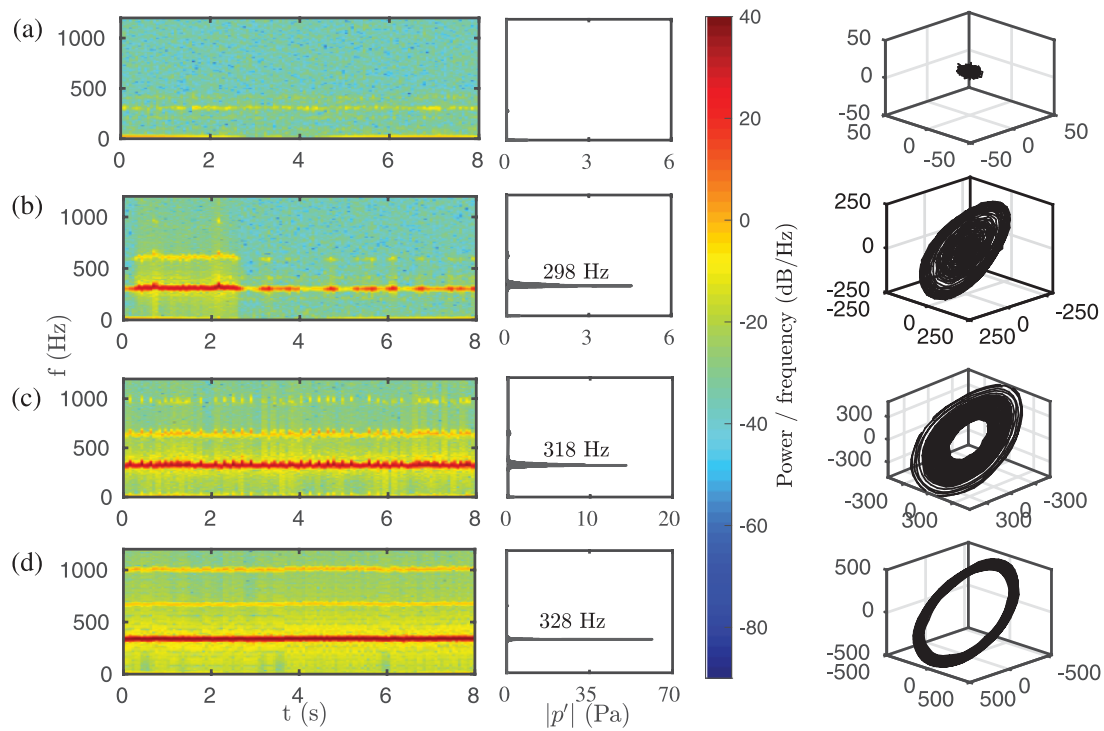 (a)
1000
500
0
0 2 4 6 8
0 3 6
50
0
-50
50 0 -50 -50 0 50
(b)
1000
500
0
0 2 4 6 8
298 Hz
0 3 6
250
0
-250
0 250 250 0 -250
f (Hz)
(c)
1000
500
0
0 2 4 6 8
318 Hz
0 10 20
300
0
-300
-300 0 300 300 0 -300
(d)
1000
500
0
0 2 4 6 8
t (s)
328 Hz
0 35 70
|p′| (Pa)
500
0
-500
-500 0 500 500 0 -500
40
20
0
-20
-40
-60
-80
Power / frequency (dB/Hz)